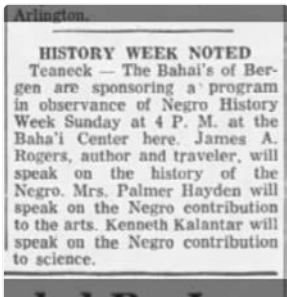 Arlington.
HISTORY WEEK NOTED
Teaneck — The Bahai's of Ber-
gen are sponsoring a program
in observance of Negro History
Week Sunday at 4 P. M. at the
Baha'i Center here. James A.
Rogers, author and traveler, will
speak on the history of the
Negro. Mrs. Palmer Hayden will
speak on the Negro contribution
to the arts. Kenneth Kalantar will
speak on the Negro contribution
to science.